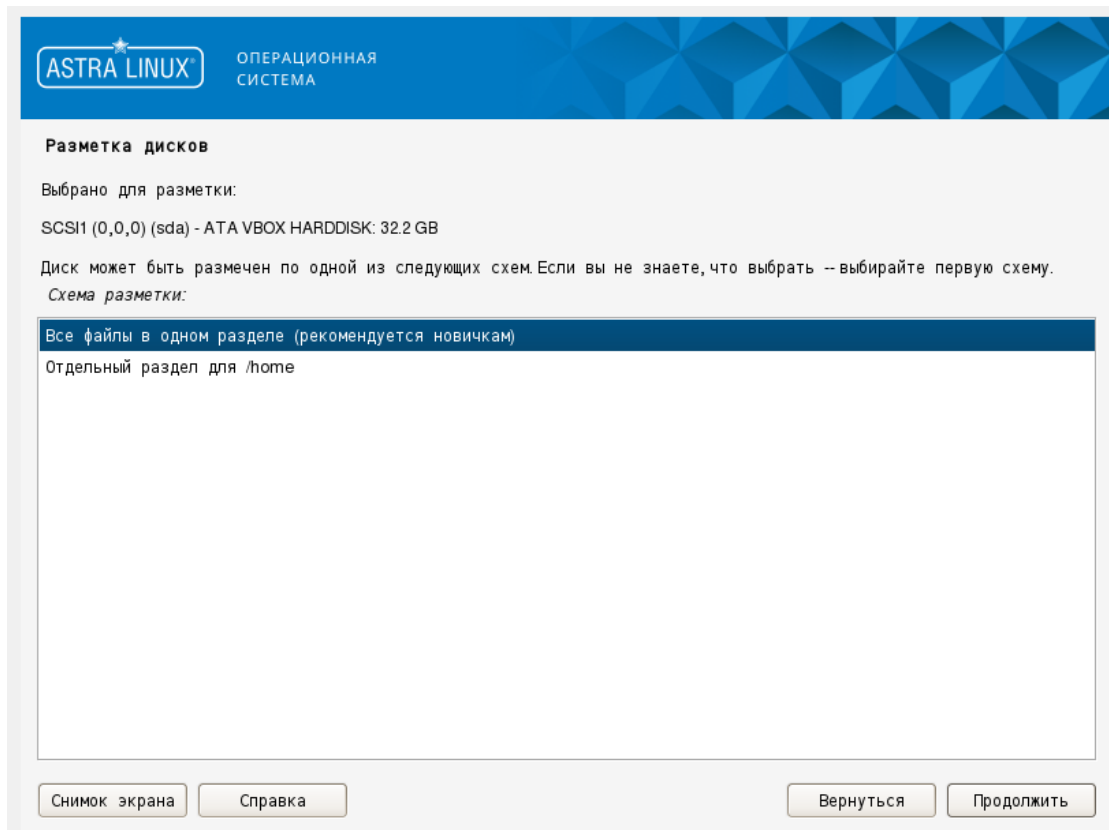 ASTRA LINUX®
ОПЕРАЦИОННАЯ
СИСТЕМА
Разметка дисков
Выбрано для разметки:
SCSI1 (0,0,0) (sda) - ATA VBOX HARDDISK: 32.2 GB
Диск может быть размечен по одной из следующих схем. Если вы не знаете, что выбрать -- выбирайте первую схему.
Схема разметки:
Все файлы в одном разделе (рекомендуется новичкам)
Отдельный раздел для /home
Снимок экрана Справка Вернуться Продолжить